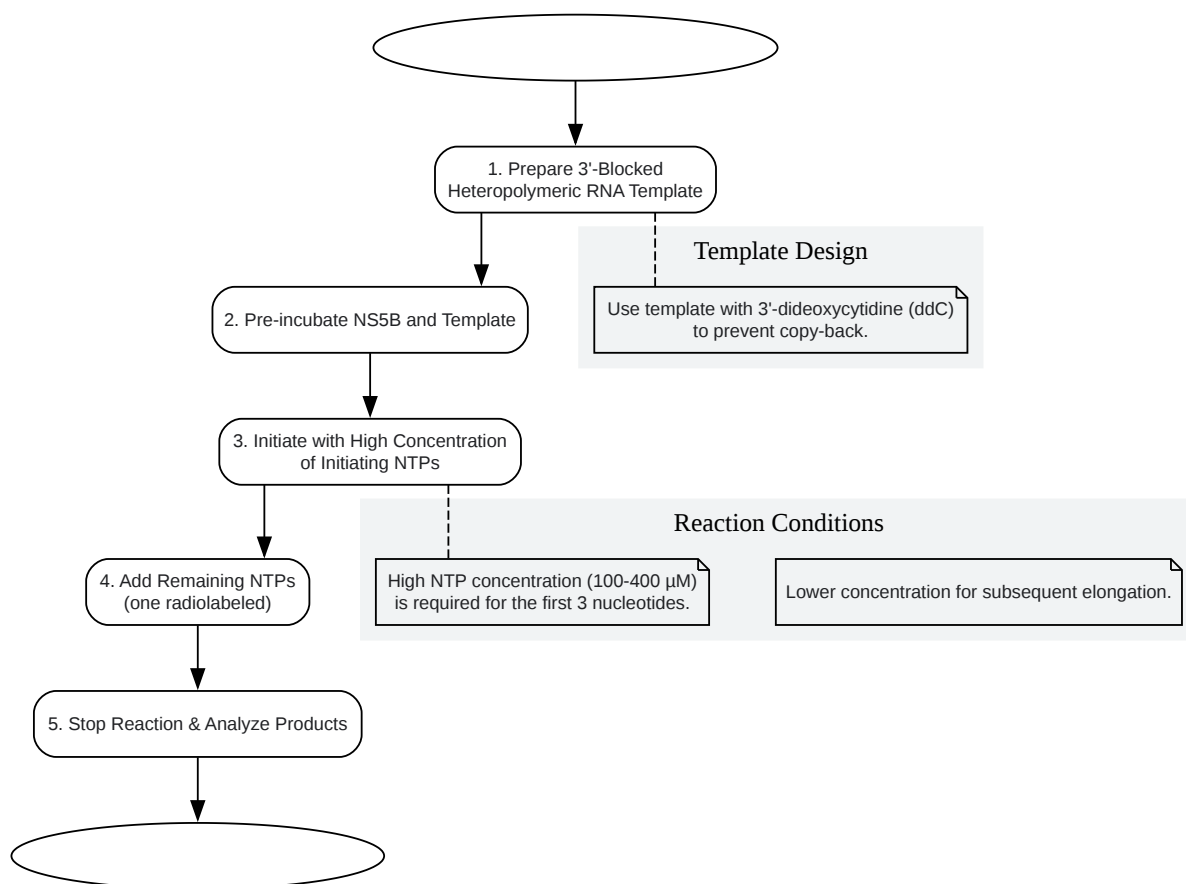 1. Prepare 3'-Blocked
Heteropolymeric RNA Template
Template Design
Use template with 3'-dideoxycytidine (ddC)
to prevent copy-back.
2. Pre-incubate NS5B and Template
3. Initiate with High Concentration
of Initiating NTPs
Reaction Conditions
High NTP concentration (100-400 µM)
is required for the first 3 nucleotides.
Lower concentration for subsequent elongation.
4. Add Remaining NTPs
(one radiolabeled)
5. Stop Reaction & Analyze Products